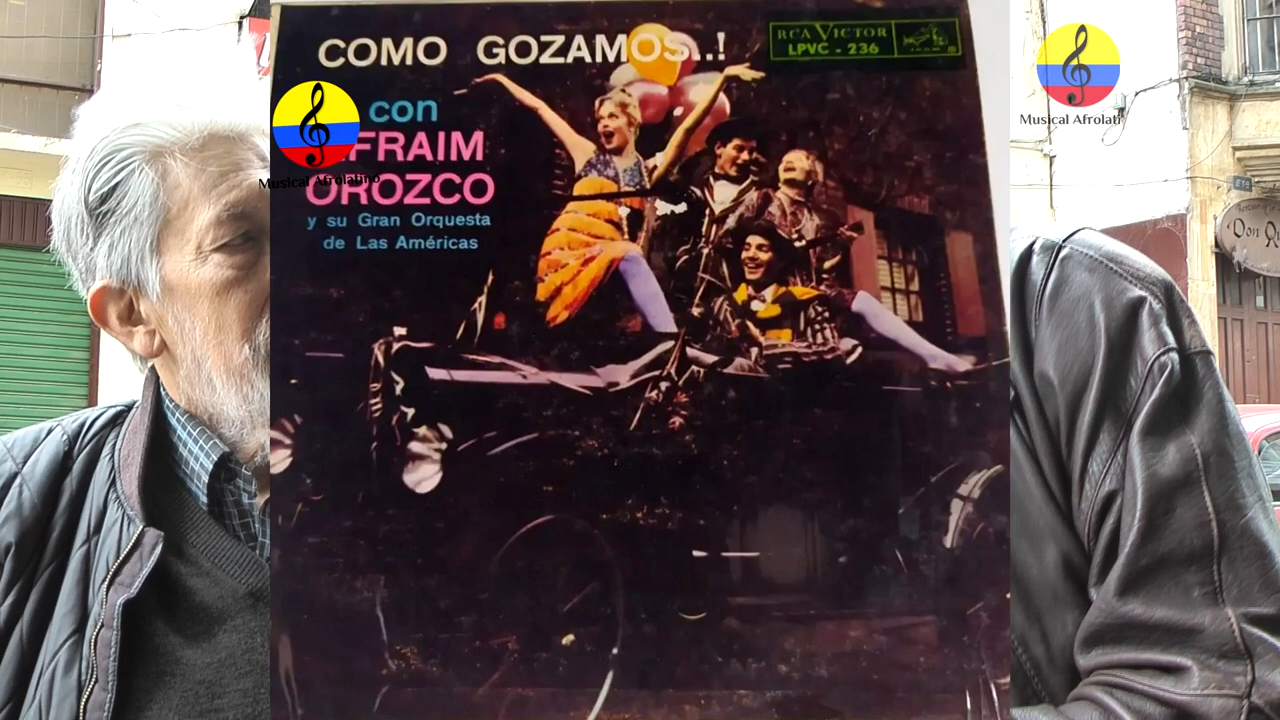 COMO GOZAMOS..!
RCA VICTOR
LPVC - 236
con
EFRAIM
OROZCO
y su Gran Orquesta
de Las Américas
Musical Afrolatino
Musical Afrolati
Don